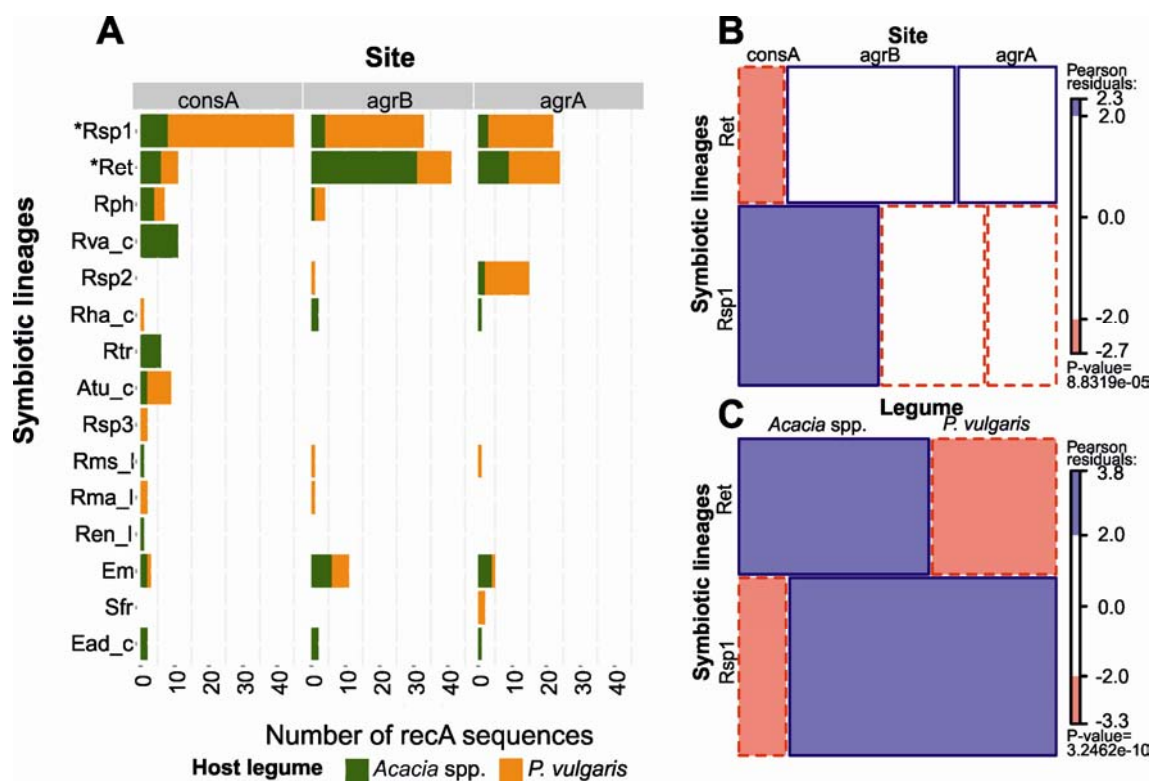 A
Site
consA agrB agrA
Symbiotic lineages
*Rsp1
*Ret
Rph
Rva_c
Rsp2
Rha_c
Rtr
Atu_c
Rsp3
Rms_l
Rma_l
Ren_l
Em
Sfr
Ead_c
0 10 20 30 40 0 10 20 30 40 0 10 20 30 40
Number of recA sequences
Host legume Acacia spp. P. vulgaris
B
Site
consA agrB agrA
Symbiotic lineages
Ret
Rsp1
Pearson
residuals:
2.3
2.0
0.0
-2.0
-2.7
P-value=
8.8319e-05
C
Legume
Acacia spp. P. vulgaris
Symbiotic lineages
Ret
Rsp1
Pearson
residuals:
3.8
2.0
0.0
-2.0
-3.3
P-value=
3.2462e-10